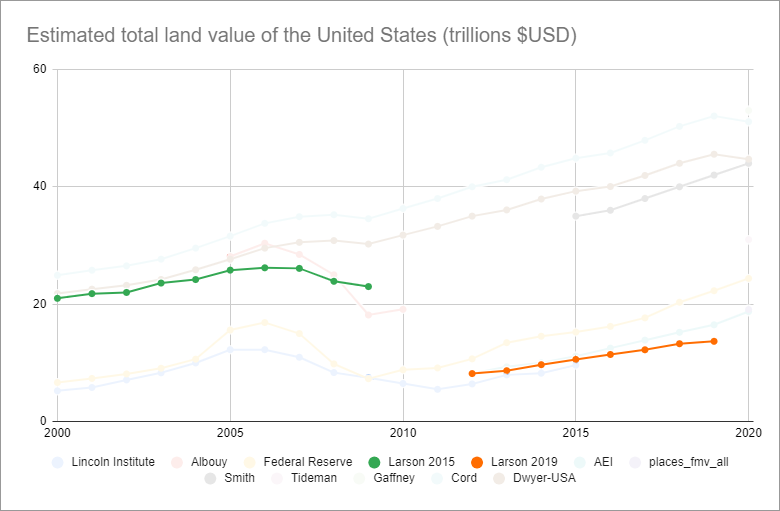 Estimated total land value of the United States (trillions $USD)
60
40
20
0
2000 2005 2010 2015 2020
Lincoln Institute Albouy Federal Reserve Larson 2015 Larson 2019 AEI places_fmv_all
Smith Tideman Gaffney Cord Dwyer-USA